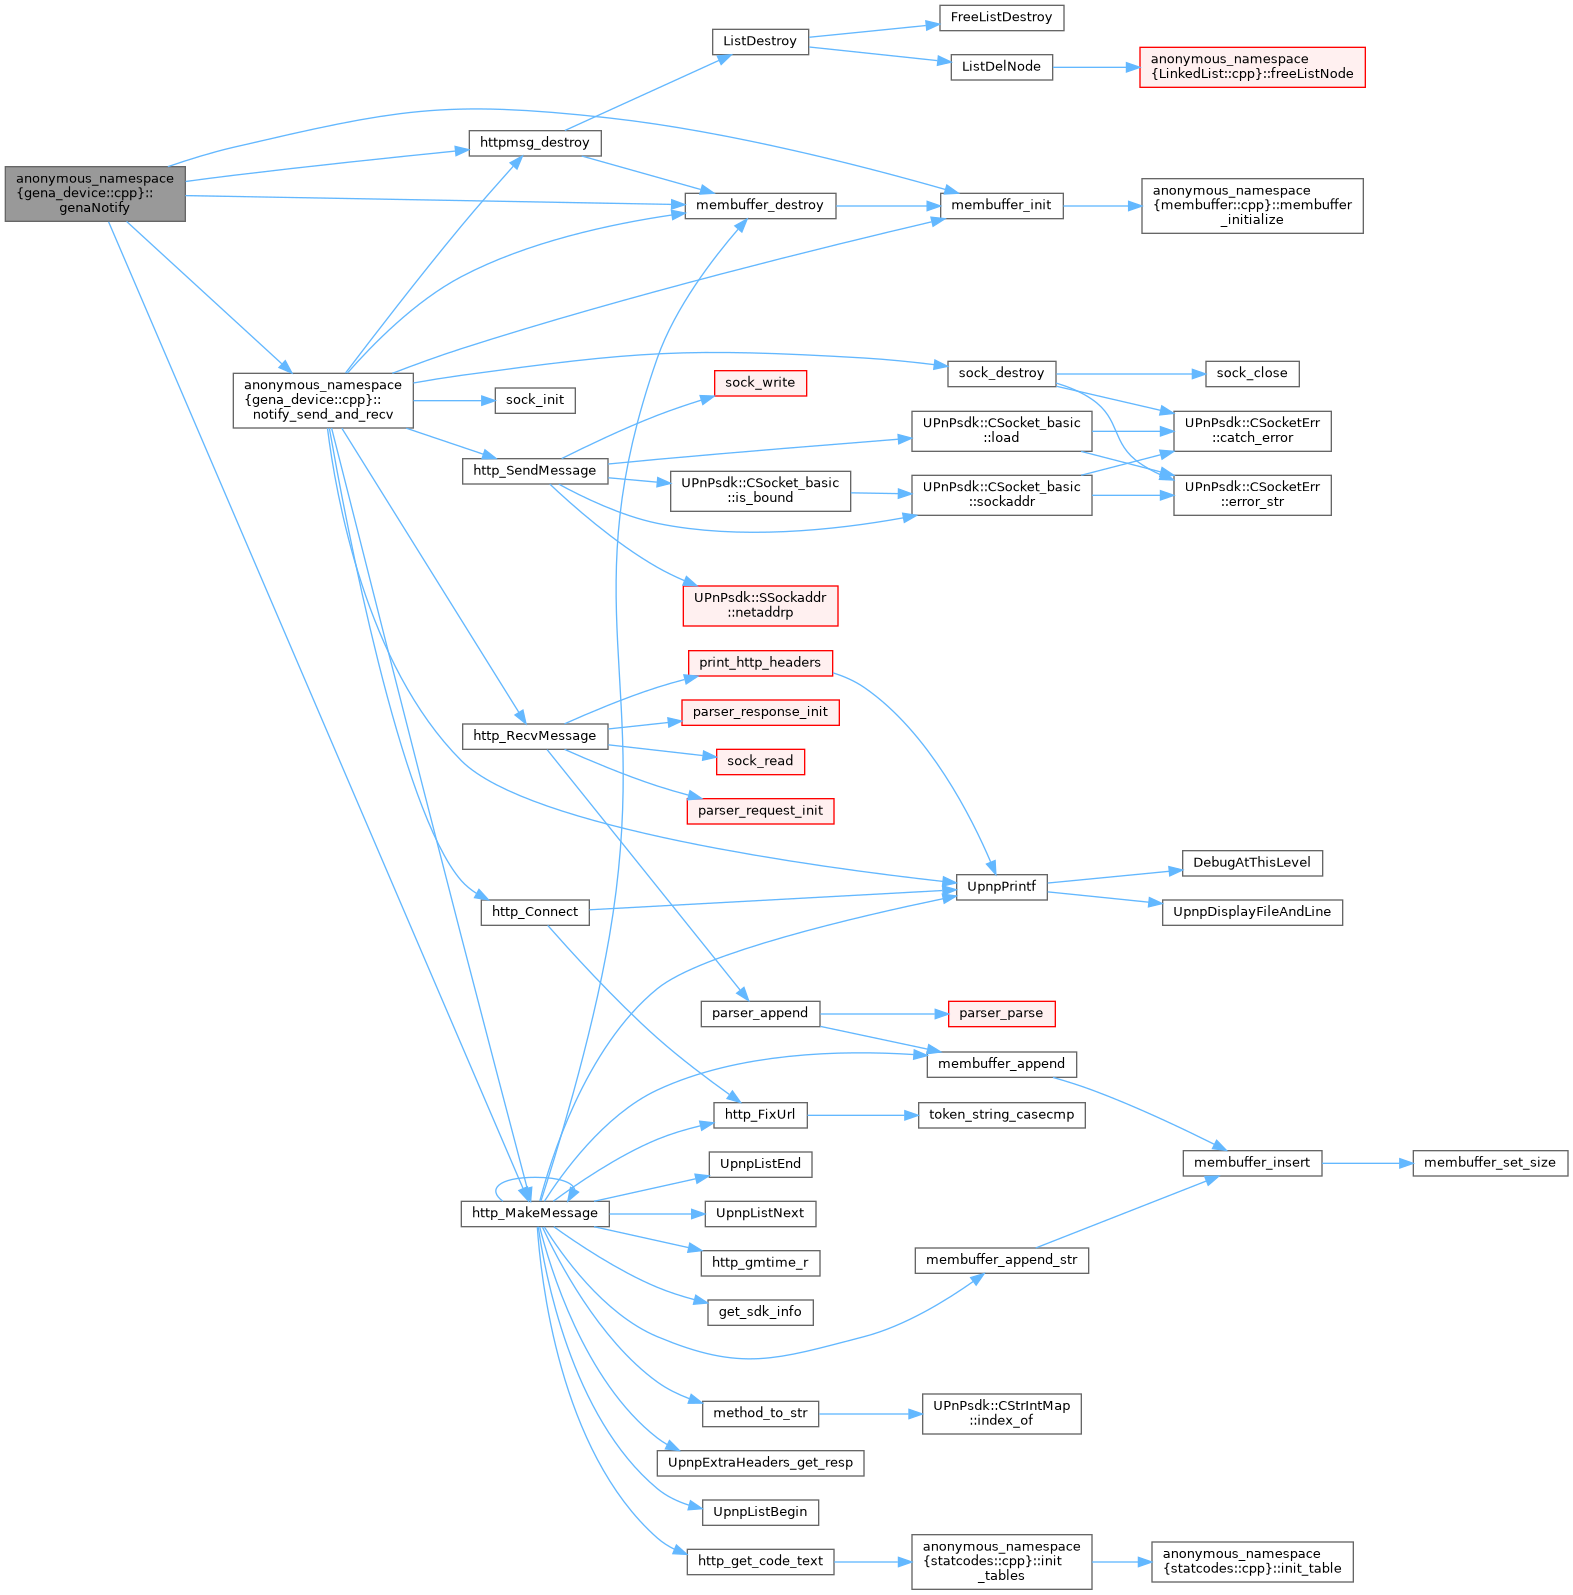 FreeListDestroy
ListDestroy
ListDelNode
anonymous_namespace
{LinkedList::cpp}::freeListNode
httpmsg_destroy
anonymous_namespace
{gena_device::cpp}::
genaNotify
membuffer_destroy
membuffer_init
anonymous_namespace
{membuffer::cpp}::membuffer
_initialize
anonymous_namespace
{gena_device::cpp}::
notify_send_and_recv
sock_init
sock_write
sock_destroy
sock_close
UPnPsdk::CSocket_basic
::load
UPnPsdk::CSocketErr
::catch_error
http_SendMessage
UPnPsdk::CSocket_basic
::is_bound
UPnPsdk::CSocket_basic
::sockaddr
UPnPsdk::CSocketErr
::error_str
UPnPsdk::SSockaddr
::netaddrp
print_http_headers
parser_response_init
http_RecvMessage
sock_read
parser_request_init
DebugAtThisLevel
UpnpPrintf
http_Connect
UpnpDisplayFileAndLine
parser_append
parser_parse
membuffer_append
http_FixUrl
token_string_casecmp
UpnpListEnd
membuffer_insert
membuffer_set_size
http_MakeMessage
UpnpListNext
http_gmtime_r
membuffer_append_str
get_sdk_info
method_to_str
UPnPsdk::CStrIntMap
::index_of
UpnpExtraHeaders_get_resp
UpnpListBegin
http_get_code_text
anonymous_namespace
{statcodes::cpp}::init
_tables
anonymous_namespace
{statcodes::cpp}::init_table